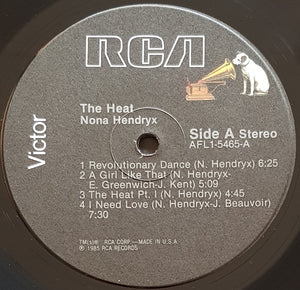 RCA
Victor
The Heat
Nona Hendryx
Side A Stereo
AFL1-5465-A
1 Revolutionary Dance (N. Hendryx) 6:25
2 A Girl Like That (N. Hendryx-
E. Greenwich-J. Kent) 5:09
3 The Heat Pt. I (N. Hendryx) 4:45
4 I Need Love (N. Hendryx-J. Beauvoir)
7:30
TM(s)® RCA CORP.—MADE IN U.S.A.
℗ 1985 RCA RECORDS